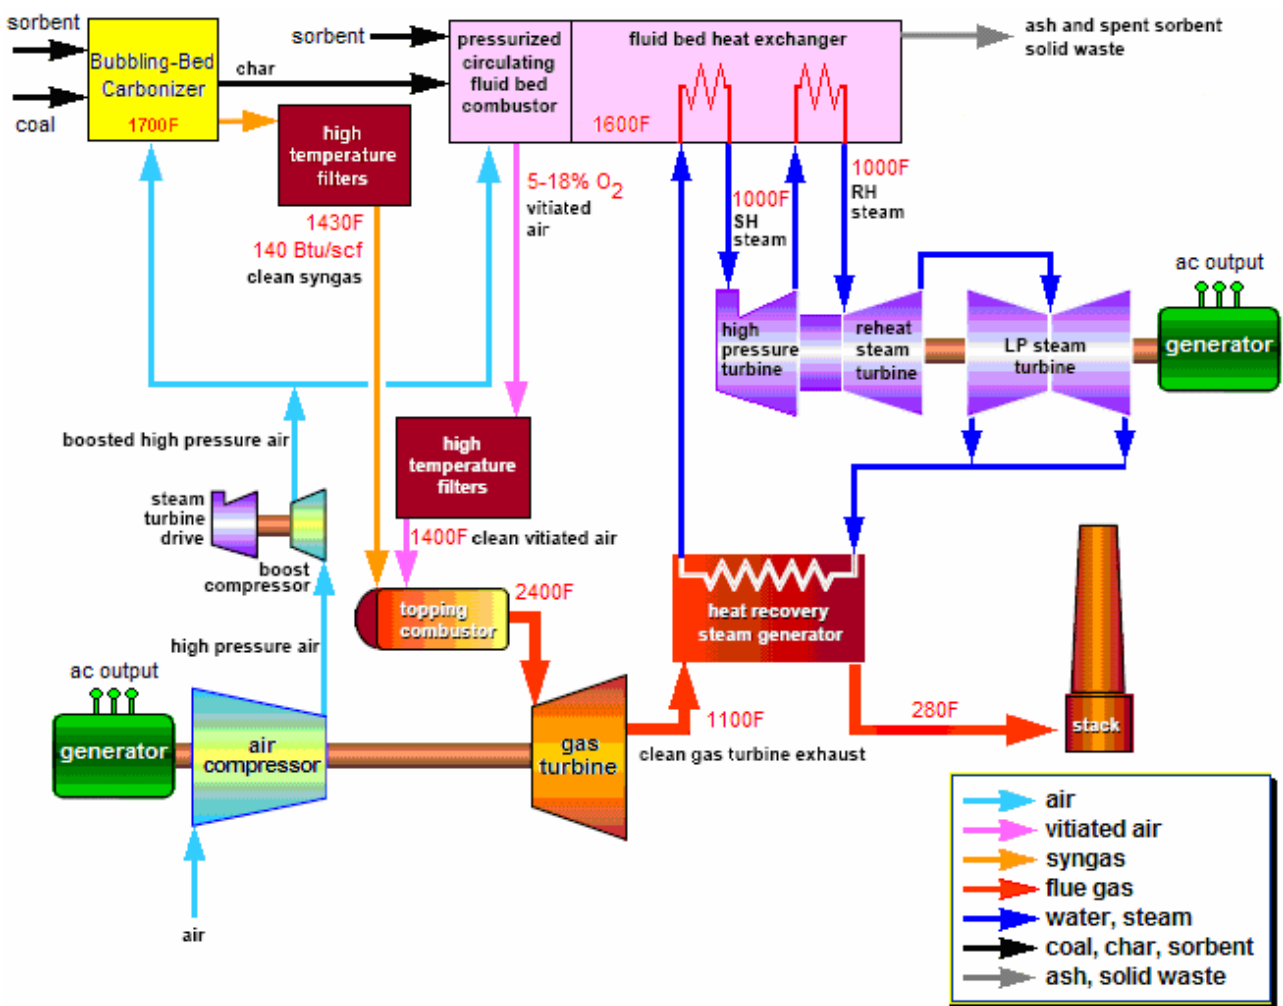 sorbent
Bubbling-Bed
Carbonizer
1700F
coal
char
sorbent
pressurized
circulating
fluid bed
combustor
fluid bed heat exchanger
1600F
ash and spent sorbent
solid waste
high
temperature
filters
1430F
140 Btu/scf
clean syngas
5-18% O2
vitiated
air
1000F
SH
steam
1000F
RH
steam
high
pressure
turbine
reheat
steam
turbine
LP steam
turbine
ac output
generator
boosted high pressure air
high
temperature
filters
steam
turbine
drive
boost
compressor
1400F clean vitiated air
topping
combustor
2400F
heat recovery
steam generator
high pressure air
ac output
generator
air
compressor
gas
turbine
1100F
clean gas turbine exhaust
280F
stack
air
air
vitiated air
syngas
flue gas
water, steam
coal, char, sorbent
ash, solid waste